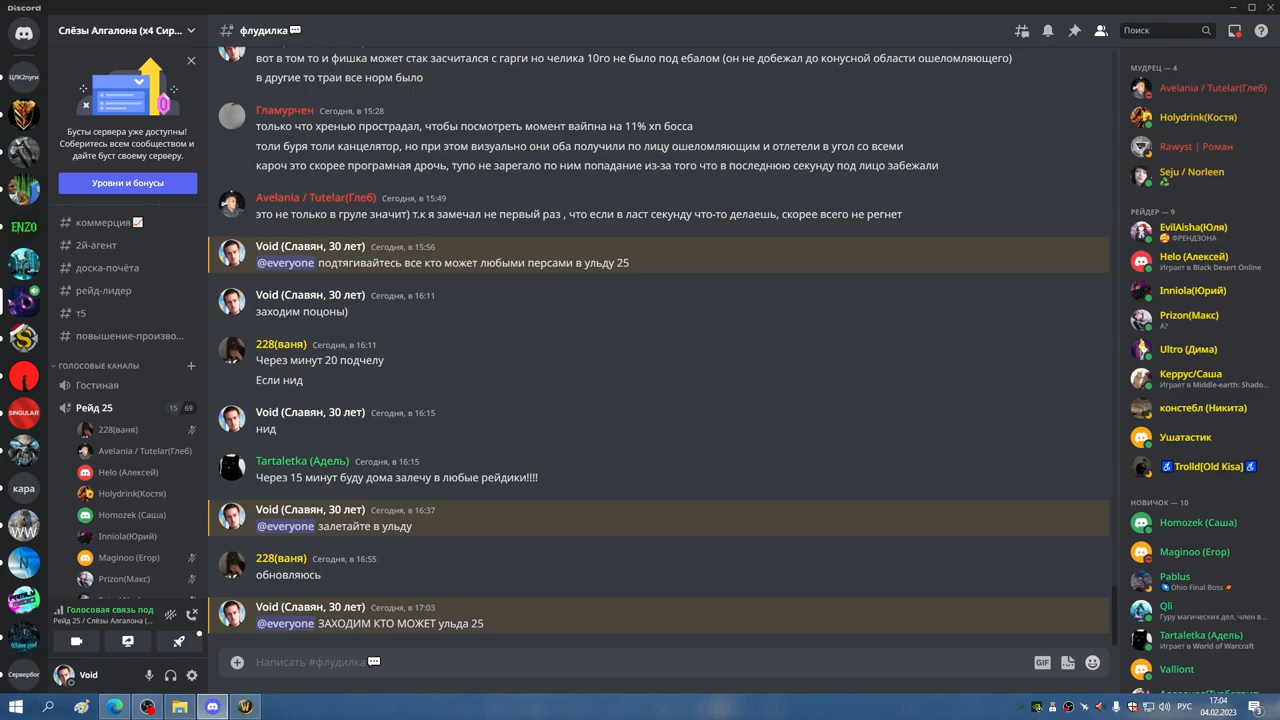 Discord
Слёзы Алгалона (x4 Сир...
флудилка💬
Поиск
ЦЛК2пуги
ENZO
SINGULAR
кара
WW
Сервербог
Бусты сервера уже доступны!
Соберитесь всем сообществом и
дайте буст своему серверу.
Уровни и бонусы
# коммерция 📈
# 2й-агент
# доска-почёта
# рейд-лидер
# т5
# повышение-произво...
ГОЛОСОВЫЕ КАНАЛЫ
Гостиная
Рейд 25 15 69
228(ваня)
Avelania / Tutelar(Глеб)
Helo (Алексей)
Holydrink(Костя)
Homozek (Саша)
Inniola(Юрий)
Maginoo (Егор)
Prizon(Макс)
Голосовая связь под
Рейд 25 / Слёзы Алгалона (...
Void
вот в том то и фишка может стак засчитался с гарги но челика 10го не было под ебалом (он не добежал до конусной области ошеломляющего)
в другие то траи все норм было
Гламурчен Сегодня, в 15:28
только что хренью прострадал, чтобы посмотреть момент вайпна на 11% хп босса
толи буря толи канцелятор, но при этом визуально они оба получили по лицу ошеломляющим и отлетели в угол со всеми
кароч это скорее програмная дрочь, тупо не зарегало по ним попадание из-за того что в последнюю секунду под лицо забежали
Avelania / Tutelar(Глеб) Сегодня, в 15:49
это не только в груле значит) т.к я замечал не первый раз , что если в ласт секунду что-то делаешь, скорее всего не регнет
Void (Славян, 30 лет) Сегодня, в 15:56
@everyone подтягивайтесь все кто может любыми персами в ульду 25
Void (Славян, 30 лет) Сегодня, в 16:11
заходим поцоны)
228(ваня) Сегодня, в 16:11
Через минут 20 подчелу
Если нид
Void (Славян, 30 лет) Сегодня, в 16:15
нид
Tartaletka (Адель) Сегодня, в 16:15
Через 15 минут буду дома залечу в любые рейдики!!!!
Void (Славян, 30 лет) Сегодня, в 16:37
@everyone залетайте в ульду
228(ваня) Сегодня, в 16:55
обновляюсь
Void (Славян, 30 лет) Сегодня, в 17:03
@everyone ЗАХОДИМ КТО МОЖЕТ ульда 25
Написать #флудилка💬
GIF
МУДРЕЦ — 4
Avelania / Tutelar(Глеб)
Holydrink(Костя)
Rawyst | Роман
Seju / Norleen
РЕЙДЕР — 9
EvilAisha(Юля)
ФРЕНДЗОНА
Helo (Алексей)
Играет в Black Desert Online
Inniola(Юрий)
Prizon(Макс)
А?
Ultro (Дима)
Керрус/Саша
Играет в Middle-earth: Shado...
констебл (Никита)
Ушатастик
♿ Trolld[Old Kisa] ♿
НОВИЧОК — 10
Homozek (Саша)
Maginoo (Егор)
Pablus
Ohio Final Boss
Qli
Гуру магических дел, член в...
Tartaletka (Адель)
Играет в World of Warcraft
Valliont
РУС
17:04
04.02.2023
3